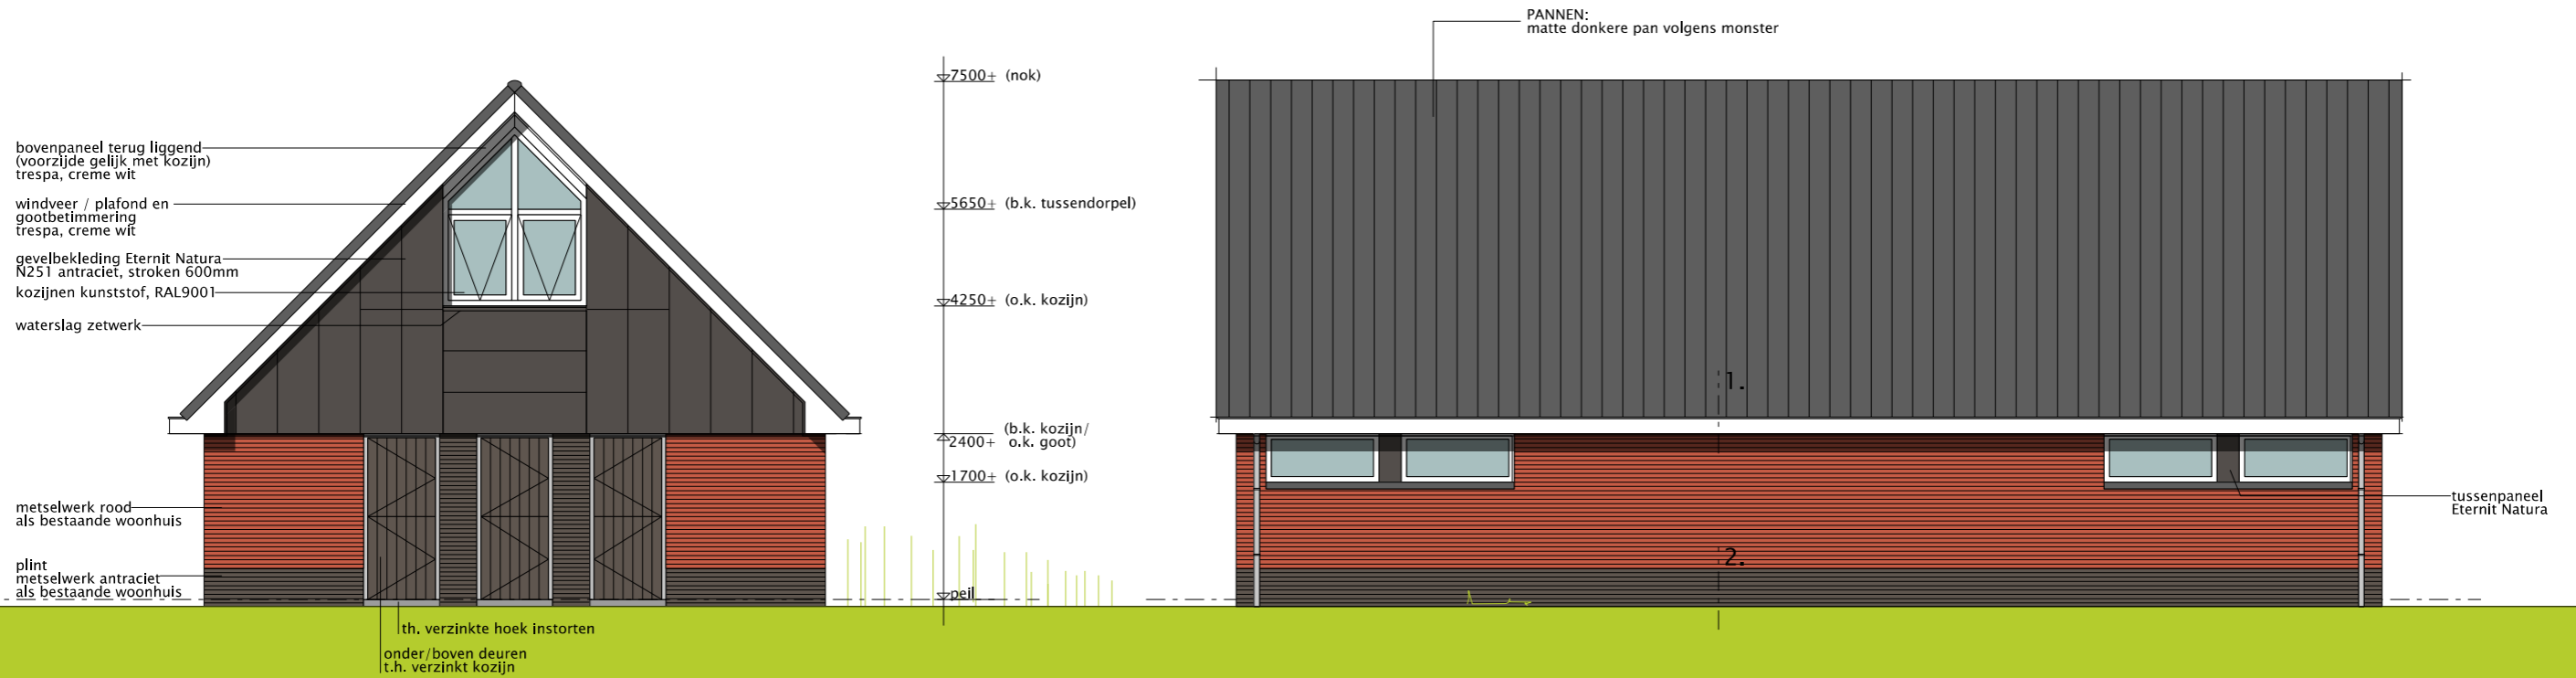 PANNEN:
matte donkere pan volgens monster
7500+ (nok)
bovenpaneel terug liggend
(voorzijde gelijk met kozijn)
trespa, creme wit
windveer / plafond en
gootbetimmering
trespa, creme wit
5650+ (b.k. tussendorpel)
gevelbekleding Eternit Natura
N251 antraciet, stroken 600mm
kozijnen kunststof, RAL9001
4250+ (o.k. kozijn)
waterslag zetwerk
1.
(b.k. kozijn/
2400+ o.k. goot)
1700+ (o.k. kozijn)
metselwerk rood
als bestaande woonhuis
tussenpaneel
Eternit Natura
2.
plint
metselwerk antraciet
als bestaande woonhuis
peil
th. verzinkte hoek instorten
onder/boven deuren
t.h. verzinkt kozijn